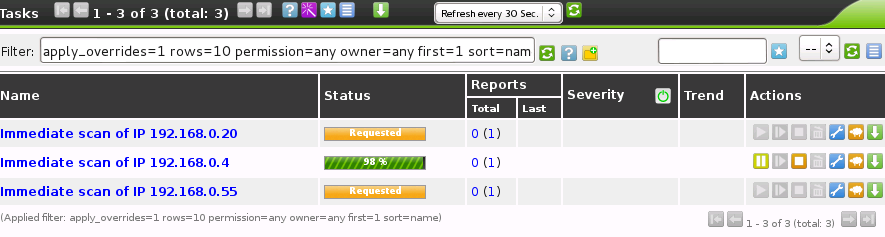 Tasks 1 - 3 of 3 (total: 3) ? Refresh every 30 Sec.
Filter: apply_overrides=1 rows=10 permission=any owner=any first=1 sort=nam ? --
Name Status Reports Severity Trend Actions
Total Last
Immediate scan of IP 192.168.0.20 Requested 0 (1)
Immediate scan of IP 192.168.0.4 98 % 0 (1)
Immediate scan of IP 192.168.0.55 Requested 0 (1)
(Applied filter: apply_overrides=1 rows=10 permission=any owner=any first=1 sort=name) 1 - 3 of 3 (total: 3)